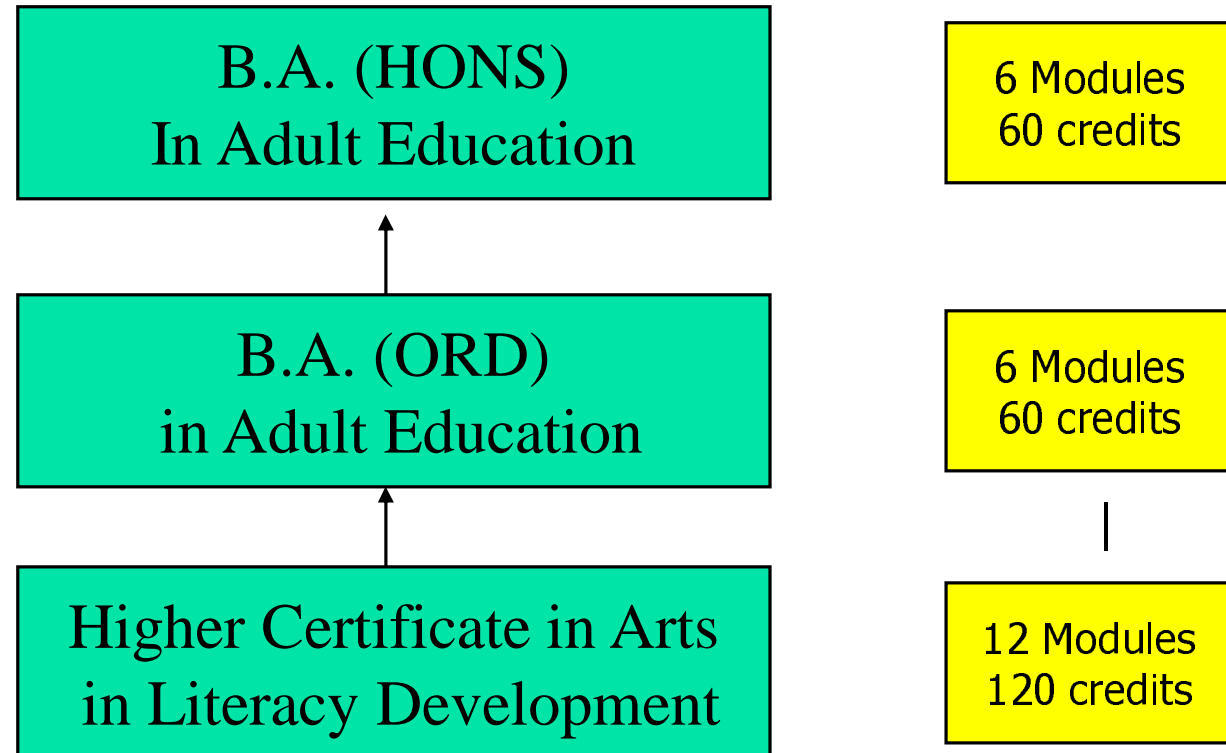 B.A. (HONS)
In Adult Education
6 Modules
60 credits
B.A. (ORD)
in Adult Education
6 Modules
60 credits
Higher Certificate in Arts
in Literacy Development
12 Modules
120 credits